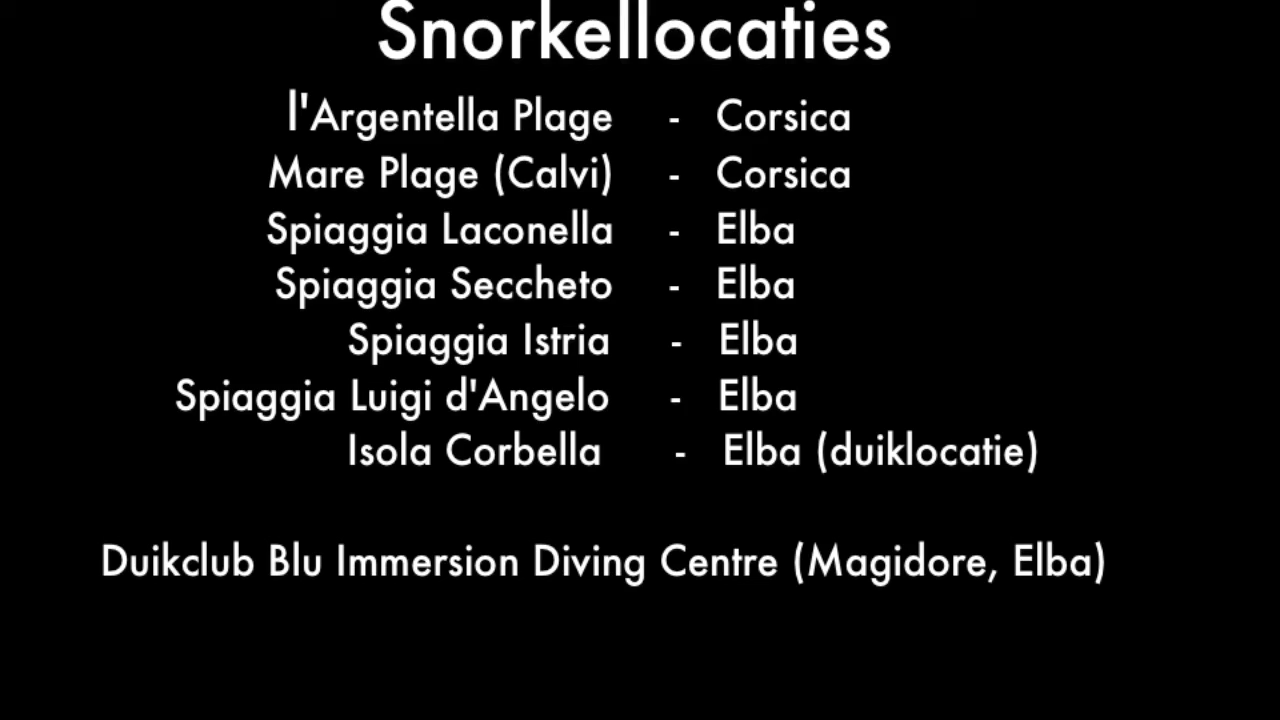 Snorkellocaties
l'Argentella Plage - Corsica
Mare Plage (Calvi) - Corsica
Spiaggia Laconella - Elba
Spiaggia Seccheto - Elba
Spiaggia Istria - Elba
Spiaggia Luigi d'Angelo - Elba
Isola Corbella - Elba (duiklocatie)
Duikclub Blu Immersion Diving Centre (Magidore, Elba)